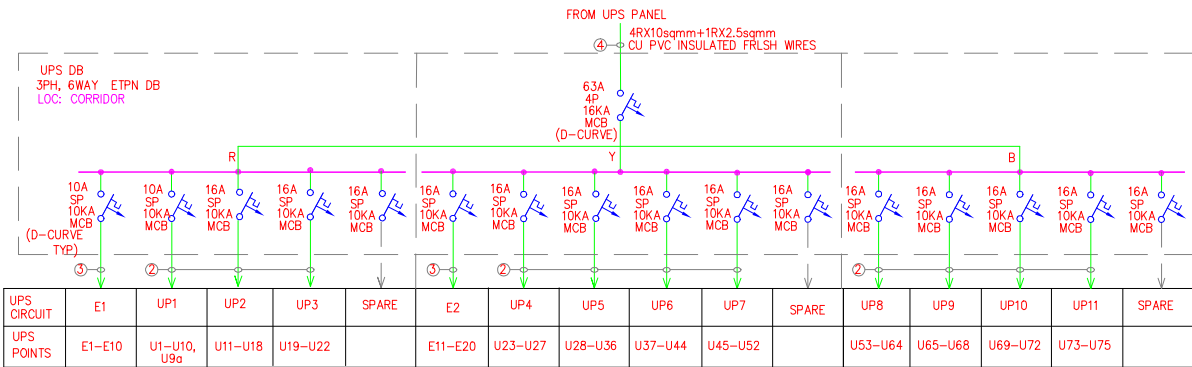 FROM UPS PANEL
4RX10sqmm+1RX2.5sqmm
4
CU PVC INSULATED FRLSH WIRES
UPS DB
3PH, 6WAY ETPN DB
LOC: CORRIDOR
63A
4P
16KA
MCB
(D-CURVE)
R
Y
B
10A
SP
10KA
MCB
(D-CURVE
TYP)
10A
SP
10KA
MCB
16A
SP
10KA
MCB
16A
SP
10KA
MCB
16A
SP
10KA
MCB
16A
SP
10KA
MCB
16A
SP
10KA
MCB
16A
SP
10KA
MCB
16A
SP
10KA
MCB
16A
SP
10KA
MCB
16A
SP
10KA
MCB
16A
SP
10KA
MCB
16A
SP
10KA
MCB
16A
SP
10KA
MCB
16A
SP
10KA
MCB
16A
SP
10KA
MCB
3
2
3
2
2
UPS
CIRCUIT
E1
UP1
UP2
UP3
SPARE
E2
UP4
UP5
UP6
UP7
SPARE
UP8
UP9
UP10
UP11
SPARE
UPS
POINTS
E1-E10
U1-U10,
U9a
U11-U18
U19-U22
E11-E20
U23-U27
U28-U36
U37-U44
U45-U52
U53-U64
U65-U68
U69-U72
U73-U75